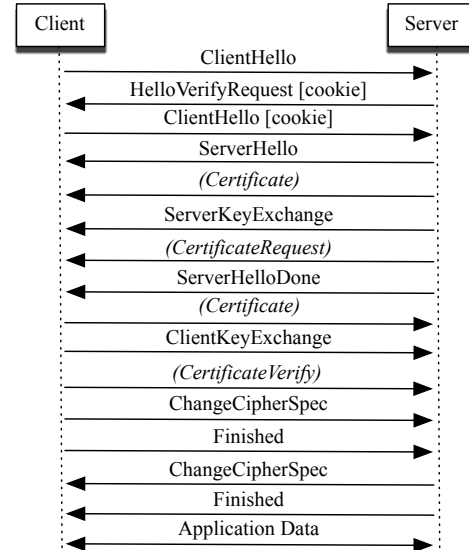 Client
Server
ClientHello
HelloVerifyRequest [cookie]
ClientHello [cookie]
ServerHello
(Certificate)
ServerKeyExchange
(CertificateRequest)
ServerHelloDone
(Certificate)
ClientKeyExchange
(CertificateVerify)
ChangeCipherSpec
Finished
ChangeCipherSpec
Finished
Application Data